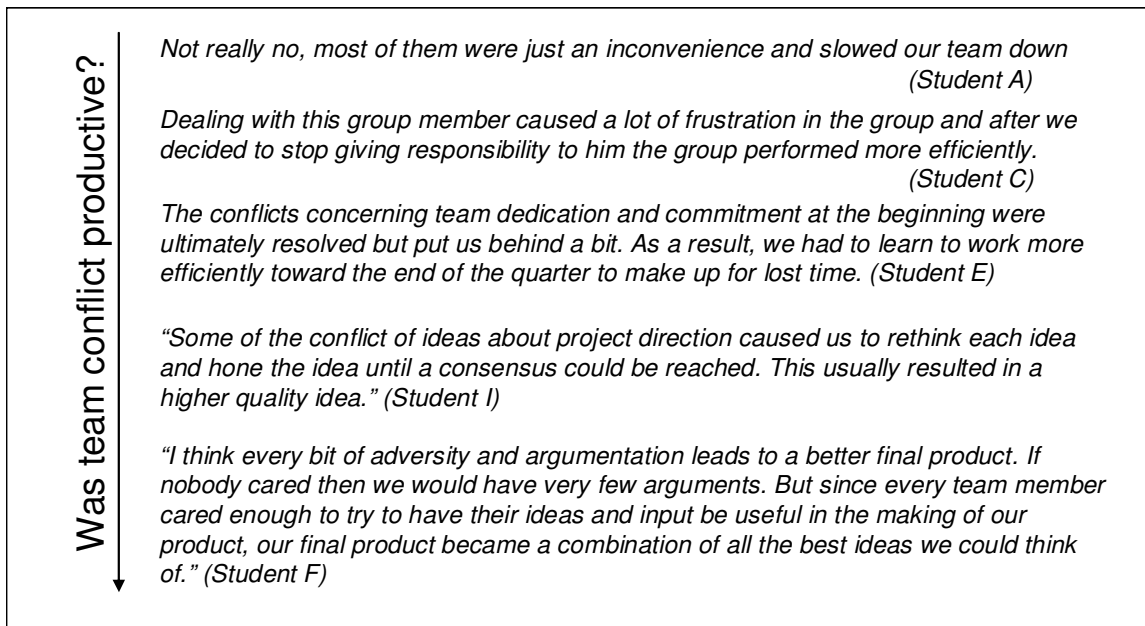 Was team conflict productive?
Not really no, most of them were just an inconvenience and slowed our team down
(Student A)
Dealing with this group member caused a lot of frustration in the group and after we
decided to stop giving responsibility to him the group performed more efficiently.
(Student C)
The conflicts concerning team dedication and commitment at the beginning were
ultimately resolved but put us behind a bit. As a result, we had to learn to work more
efficiently toward the end of the quarter to make up for lost time. (Student E)
“Some of the conflict of ideas about project direction caused us to rethink each idea
and hone the idea until a consensus could be reached. This usually resulted in a
higher quality idea.” (Student I)
“I think every bit of adversity and argumentation leads to a better final product. If
nobody cared then we would have very few arguments. But since every team member
cared enough to try to have their ideas and input be useful in the making of our
product, our final product became a combination of all the best ideas we could think
of.” (Student F)